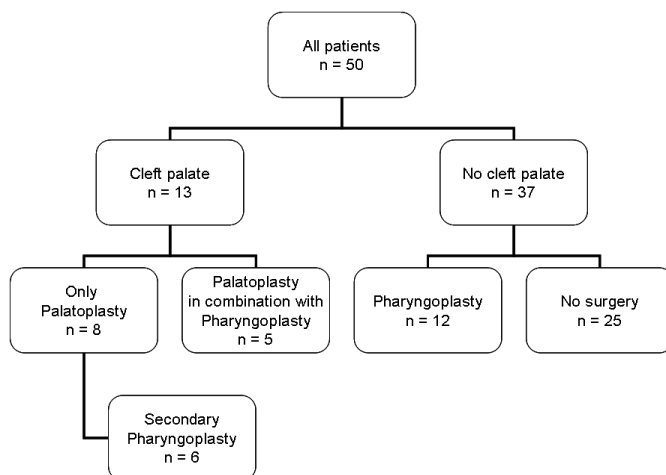 All patients
n = 50
Cleft palate
n = 13
No cleft palate
n = 37
Only
Palatoplasty
n = 8
Palatoplasty
in combination with
Pharyngoplasty
n = 5
Pharyngoplasty
n = 12
No surgery
n = 25
Secondary
Pharyngoplasty
n = 6